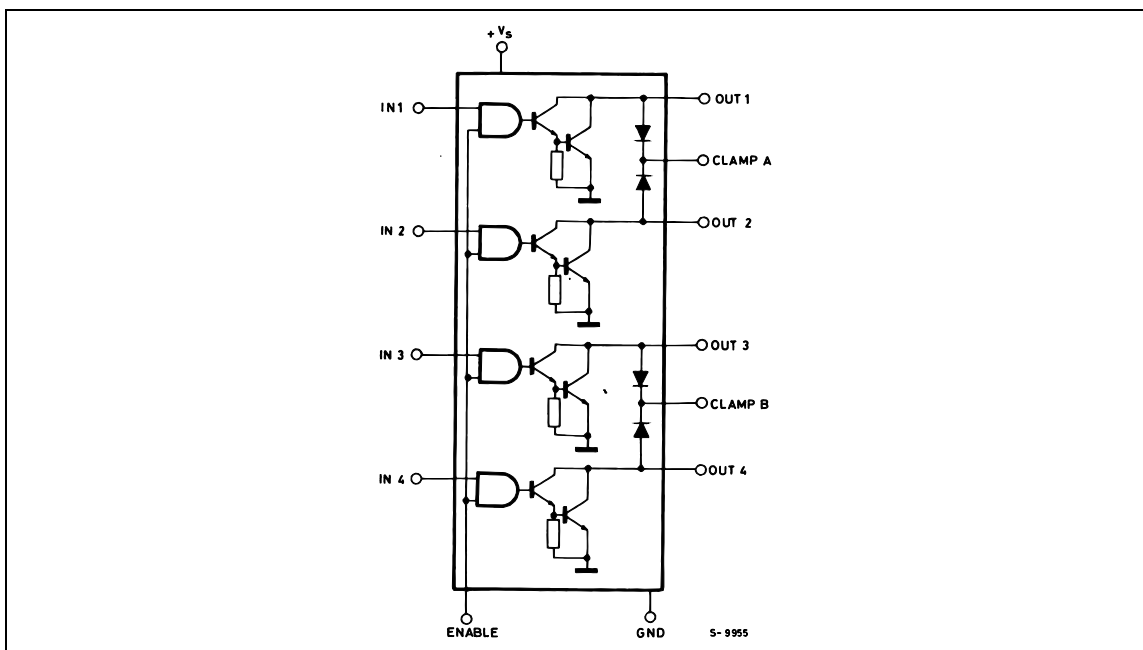 + Vs
IN1
OUT 1
CLAMP A
IN 2
OUT 2
IN 3
OUT 3
CLAMP B
IN 4
OUT 4
ENABLE
GND
S-9955